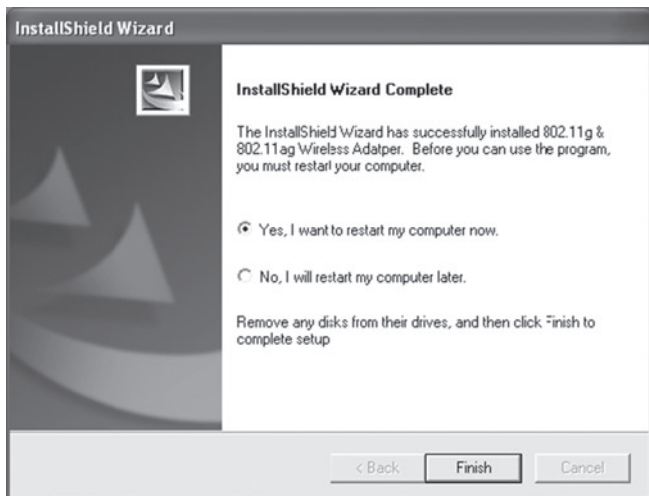 InstallShield Wizard
InstallShield Wizard Complete
The InstallShield Wizard has successfully installed 802.11g &
802.11ag Wireless Adatper. Before you can use the program,
you must restart your computer.
Yes, I want to restart my computer now.
No, I will restart my computer later.
Remove any disks from their drives, and then click Finish to
complete setup
< Back
Finish
Cancel